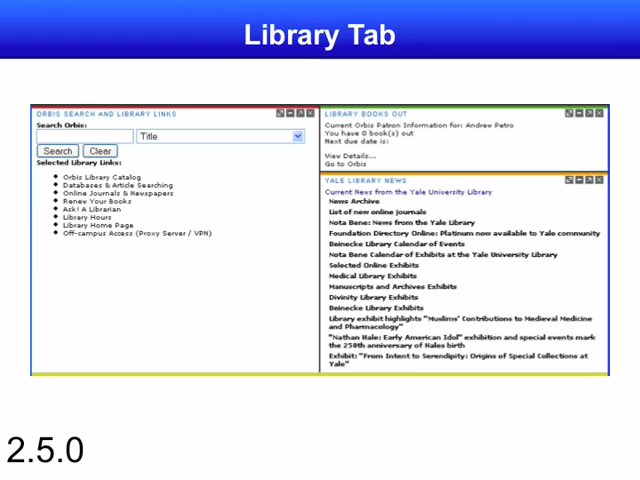 Library Tab
ORBIS SEARCH AND LIBRARY LINKS
Search Orbis:
Title
Search Clear
Selected Library Links:
Orbis Library Catalog
Databases & Article Searching
Online Journals & Newspapers
Renew Your Books
Ask! A Librarian
Library Hours
Library Home Page
Off-campus Access (Proxy Server / VPN)
LIBRARY BOOKS OUT
Current Orbis Patron Information for: Andrew Petro
You have 0 book(s) out
Next due date is:
View Details...
Go to Orbis
YALE LIBRARY NEWS
Current News from the Yale University Library
News Archive
List of new online journals
Nota Bene: News from the Yale Library
Foundation Directory Online: Platinum now available to Yale community
Beinecke Library Calendar of Events
Nota Bene Calendar of Exhibits at the Yale University Library
Selected Online Exhibits
Medical Library Exhibits
Manuscripts and Archives Exhibits
Divinity Library Exhibits
Beinecke Library Exhibits
Library exhibit highlights "Muslims' Contributions to Medieval Medicine
and Pharmacology"
"Nathan Hale: Early American Idol" exhibition and special events mark
the 250th anniversary of Hales birth
Exhibit: "From Intent to Serendipity: Origins of Special Collections at
Yale"
2.5.0